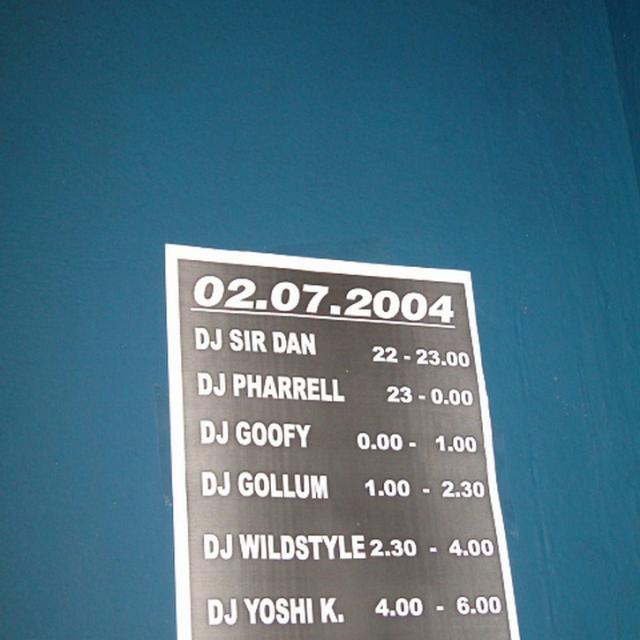 02.07.2004
DJ SIR DAN 22 - 23.00
DJ PHARRELL 23 - 0.00
DJ GOOFY 0.00 - 1.00
DJ GOLLUM 1.00 - 2.30
DJ WILDSTYLE 2.30 - 4.00
DJ YOSHI K. 4.00 - 6.00